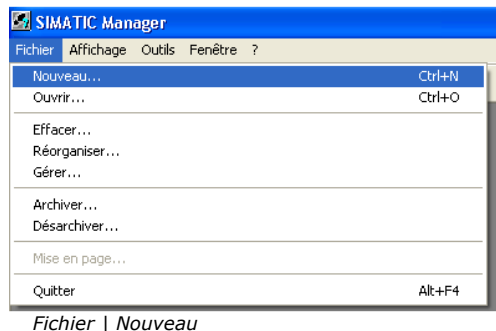 SIMATIC Manager
Fichier Affichage Outils Fenêtre ?
Nouveau... Ctrl+N
Ouvrir... Ctrl+O
Effacer...
Réorganiser...
Gérer...
Archiver...
Désarchiver...
Mise en page...
Quitter Alt+F4
Fichier | Nouveau